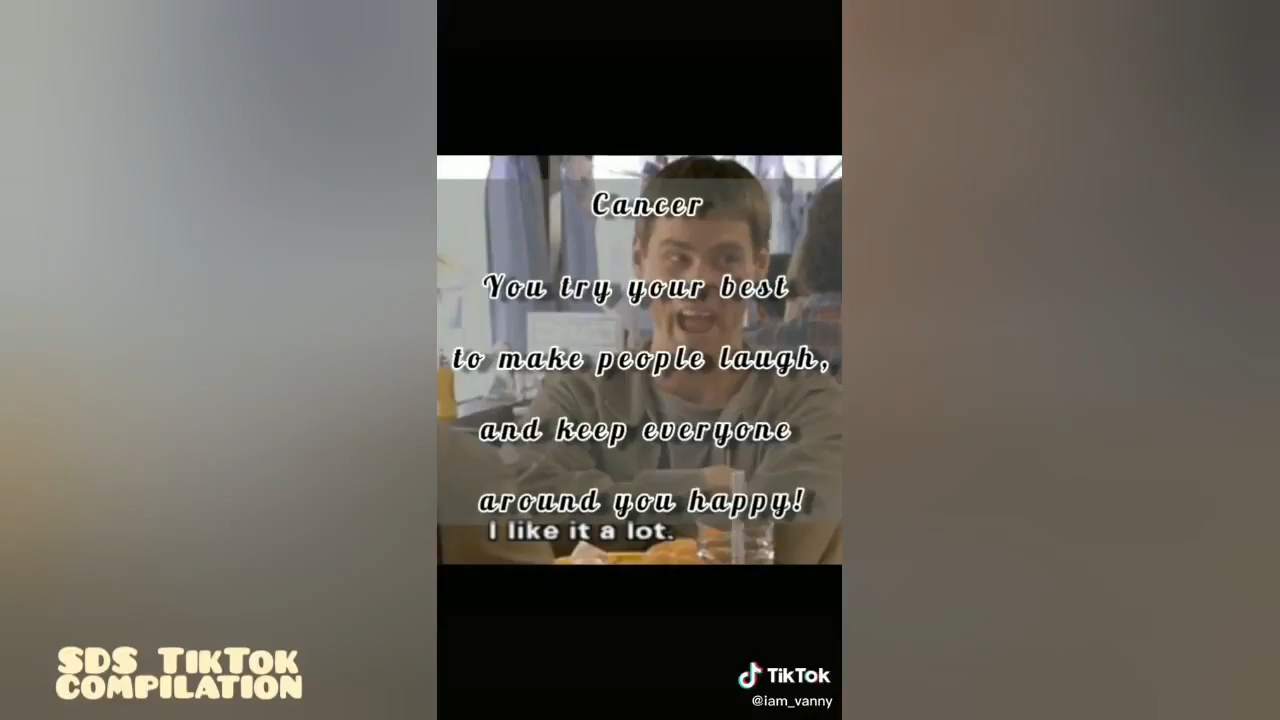 Cancer
You try your best
to make people laugh,
and keep everyone
around you happy!
I like it a lot.
SDS TIKTOK
COMPILATION
TikTok
@iam_vanny